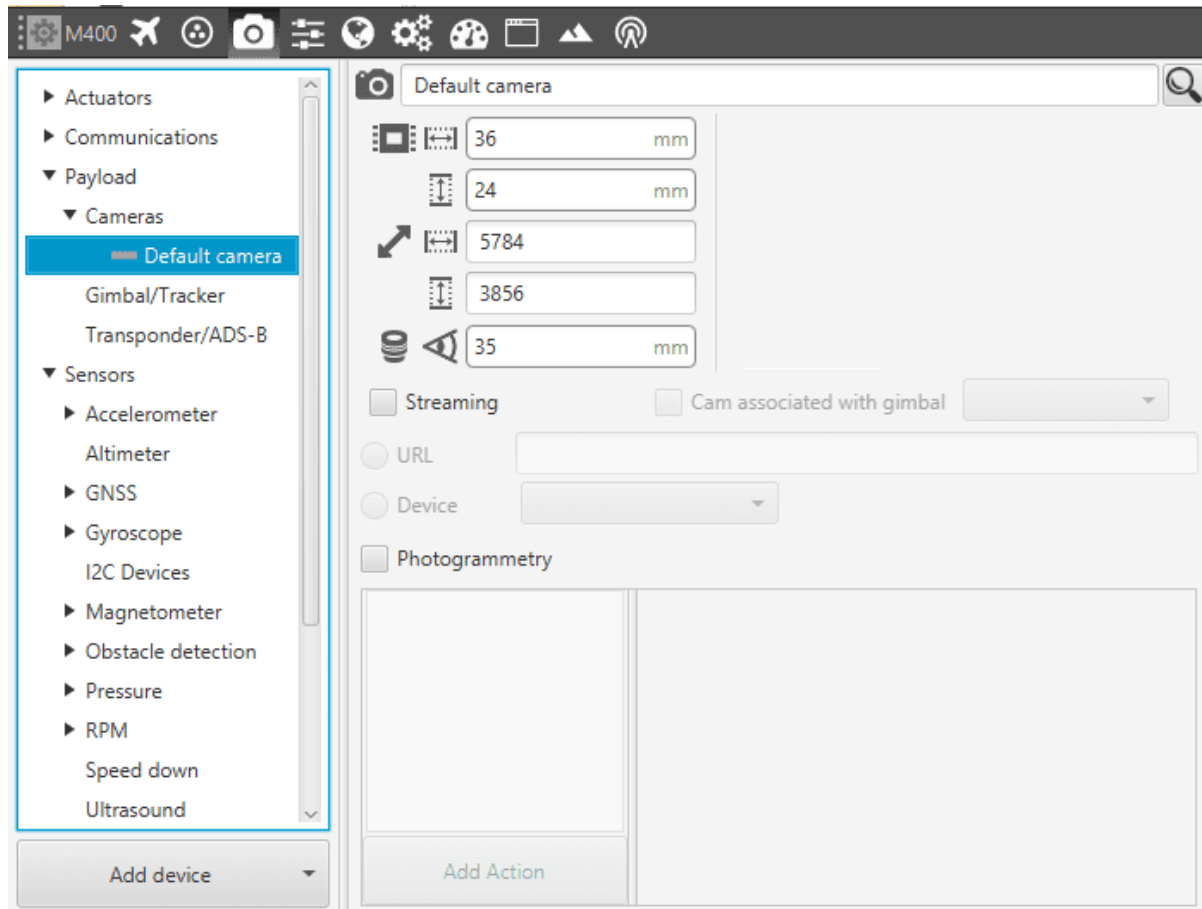 M400
Actuators
Communications
Payload
Cameras
Default camera
Gimbal/Tracker
Transponder/ADS-B
Sensors
Accelerometer
Altimeter
GNSS
Gyroscope
I2C Devices
Magnetometer
Obstacle detection
Pressure
RPM
Speed down
Ultrasound
Add device
Default camera
36 mm
24 mm
5784
3856
35 mm
Streaming
Cam associated with gimbal
URL
Device
Photogrammetry
Add Action